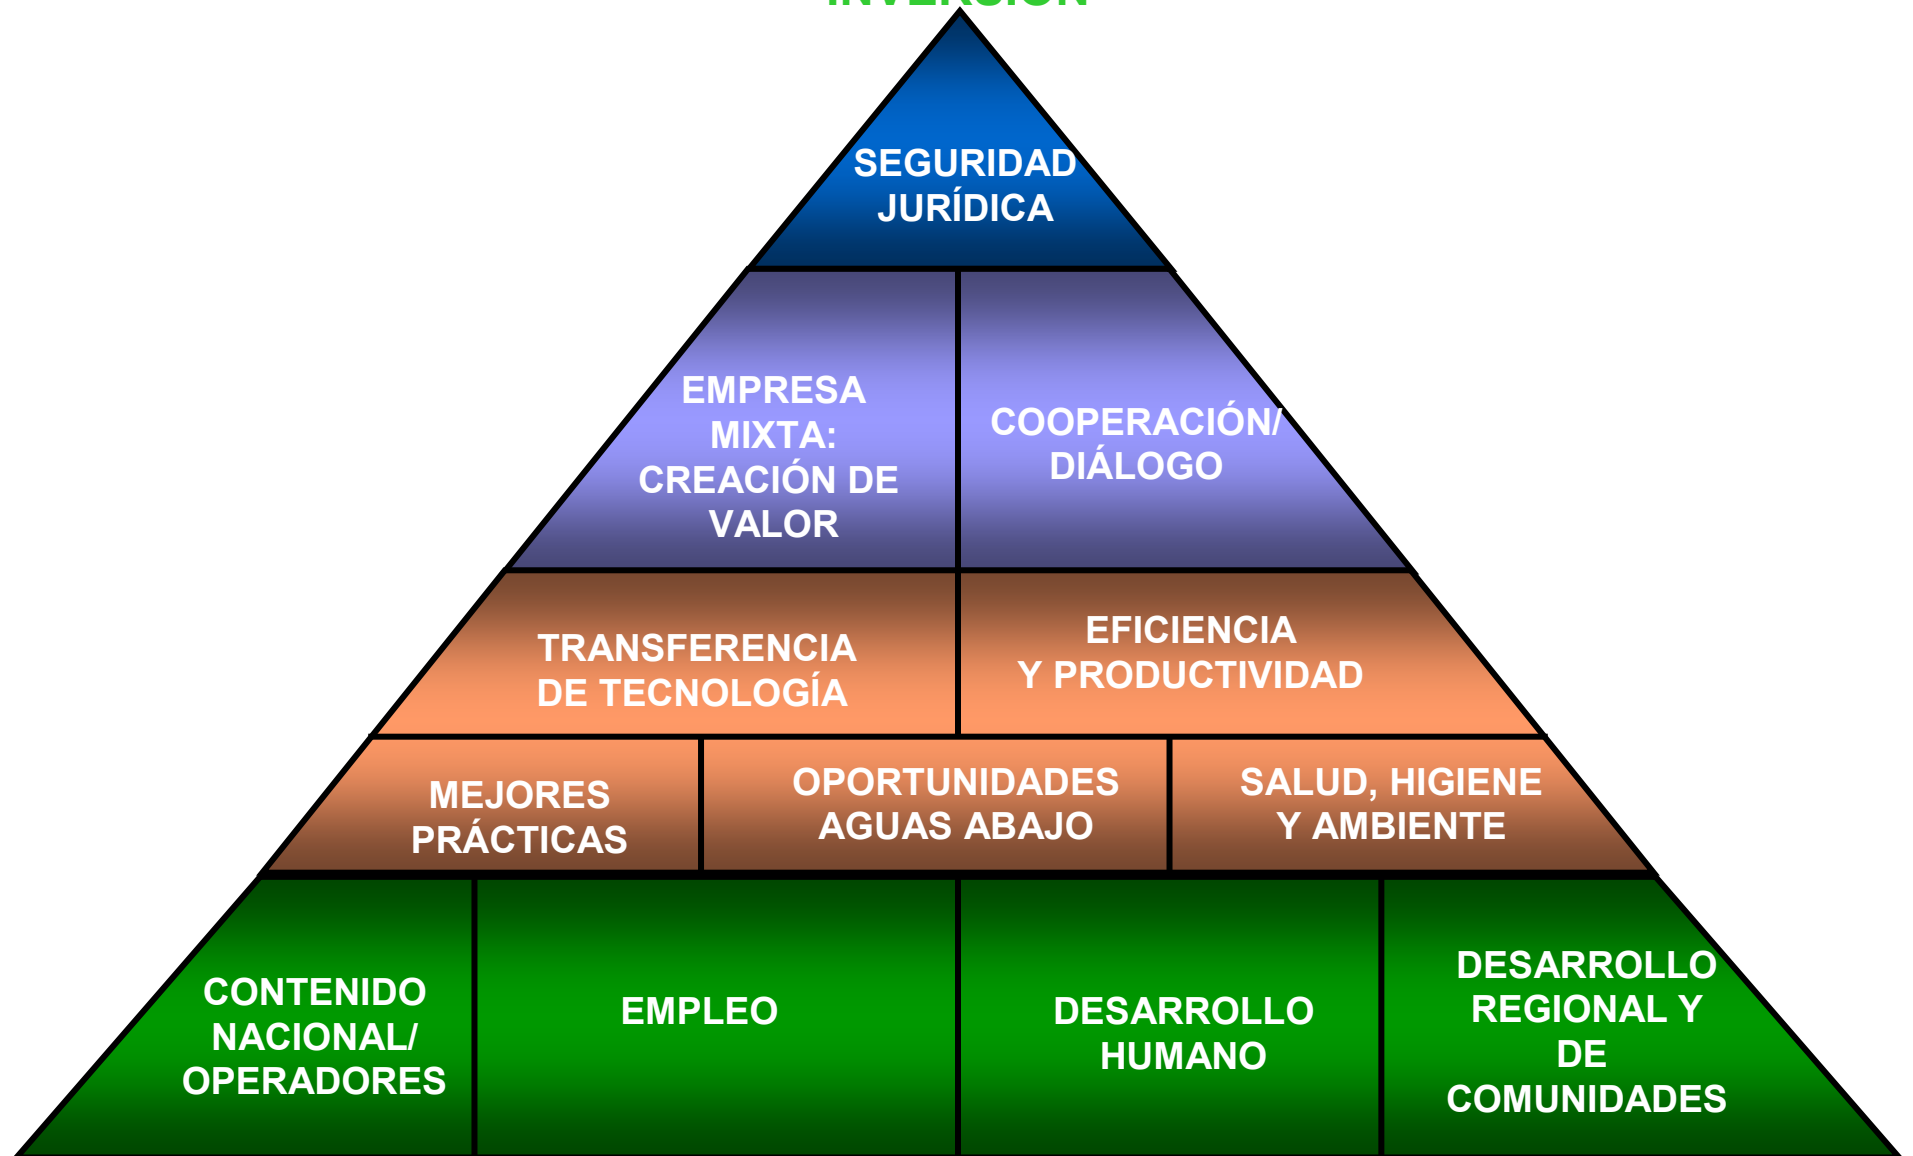 INVERSIÓN
SEGURIDAD
JURÍDICA
EMPRESA
MIXTA:
CREACIÓN DE
VALOR
COOPERACIÓN/
DIÁLOGO
TRANSFERENCIA
DE TECNOLOGÍA
EFICIENCIA
Y PRODUCTIVIDAD
MEJORES
PRÁCTICAS
OPORTUNIDADES
AGUAS ABAJO
SALUD, HIGIENE
Y AMBIENTE
CONTENIDO
NACIONAL/
OPERADORES
EMPLEO
DESARROLLO
HUMANO
DESARROLLO
REGIONAL Y
DE
COMUNIDADES